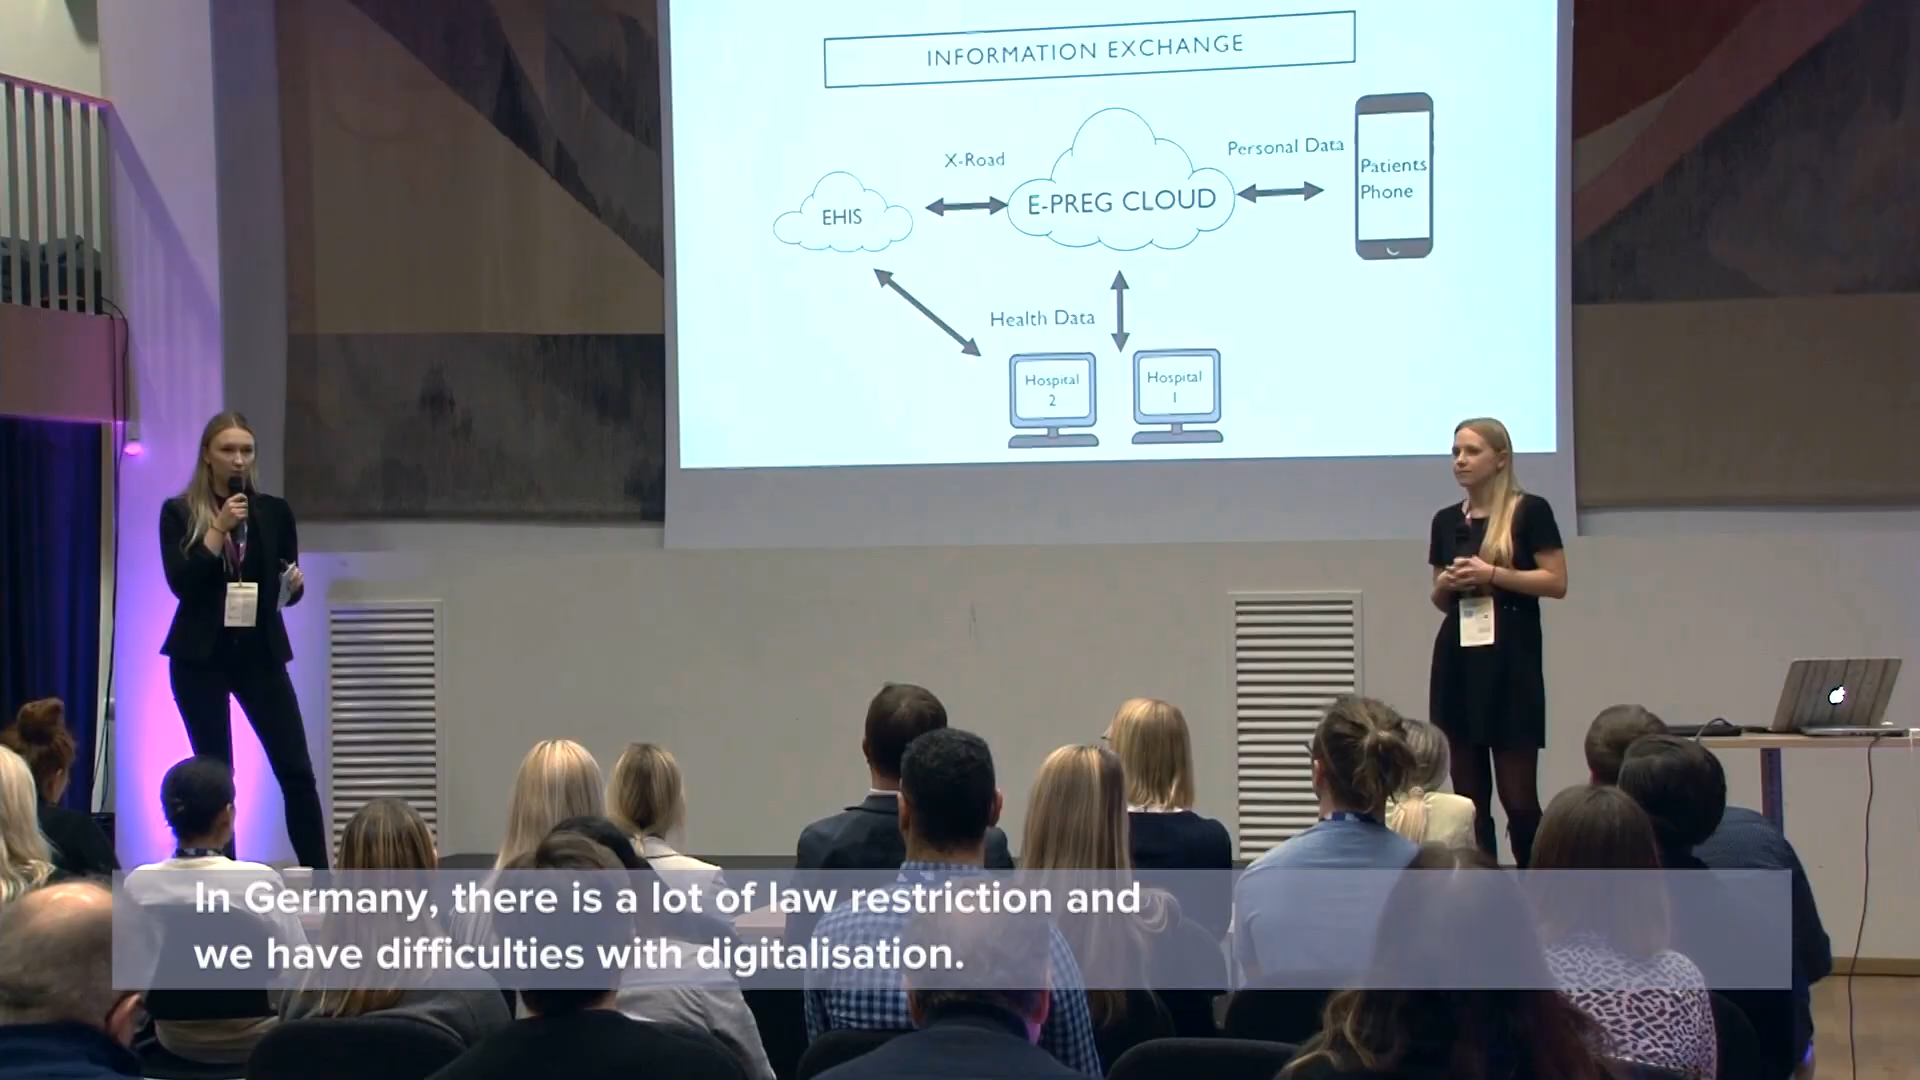 INFORMATION EXCHANGE
X-Road
Personal Data
Patients
Phone
EHIS
E-PREG CLOUD
Health Data
Hospital
2
Hospital
1
In Germany, there is a lot of law restriction and
we have difficulties with digitalisation.